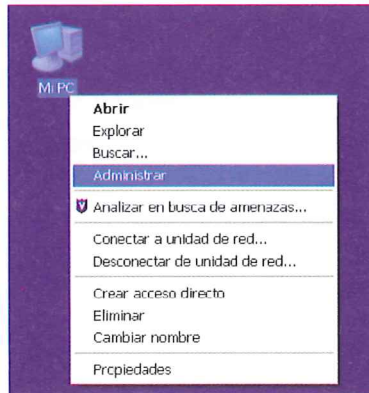 Mi PC
Abrir
Explorar
Buscar...
Administrar
Analizar en busca de amenazas...
Conectar a unidad de red...
Desconectar de unidad de red...
Crear acceso directo
Eliminar
Cambiar nombre
Propiedades